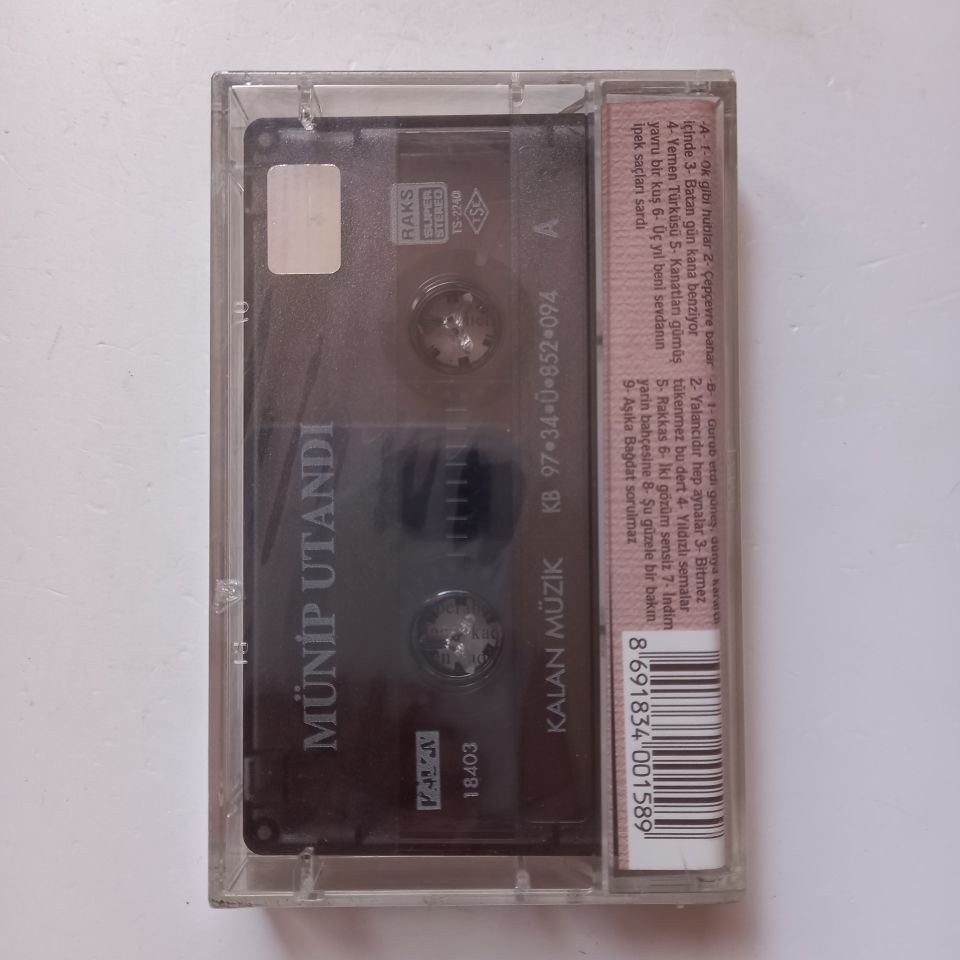 MÜNİP UTANDI
RAKS
SUPER
STEREO
TS-2240
TSE
KALAN
18403
A
KALAN MÜZİK KB 97•34•Ü•852•094
-A- 1- Ok gibi hublar 2- Çepçevre bahar
içinde 3- Batan gün kana benziyor
4- Yemen Türküsü 5- Kanatları gümüş
yavru bir kuş 6- Üç yıl beni sevdanın
ipek saçları sardı
-B- 1- Gurub etdi güneş, dünya karardı
2- Yalancıdır hep aynalar 3- Bitmez
tükenmez bu dert 4- Yıldızlı semalar
5- Rakkas 6- İki gözüm sensiz 7- İndim
yarin bahçesine 8- Şu güzele bir bakın
9- Aşıka Bağdat sorulmaz
8 691834 001589